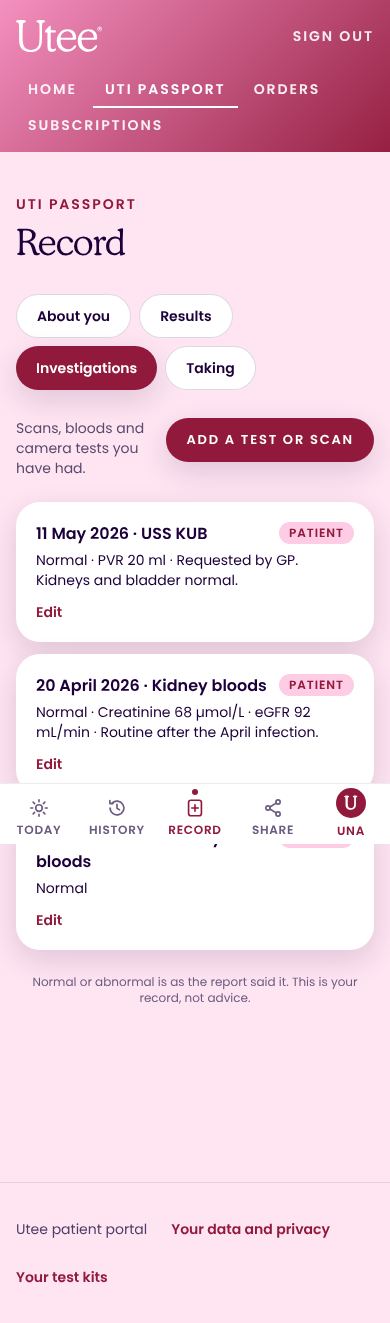 Utee®
SIGN OUT
HOME
UTI PASSPORT
ORDERS
SUBSCRIPTIONS
UTI PASSPORT
Record
About you
Results
Investigations
Taking
Scans, bloods and
camera tests you
have had.
ADD A TEST OR SCAN
11 May 2026 · USS KUB
PATIENT
Normal · PVR 20 ml · Requested by GP.
Kidneys and bladder normal.
Edit
20 April 2026 · Kidney bloods
PATIENT
Normal · Creatinine 68 µmol/L · eGFR 92
mL/min · Routine after the April infection.
Edit
TODAY
HISTORY
RECORD
SHARE
U
UNA
bloods
Normal
Edit
Normal or abnormal is as the report said it. This is your
record, not advice.
Utee patient portal
Your data and privacy
Your test kits